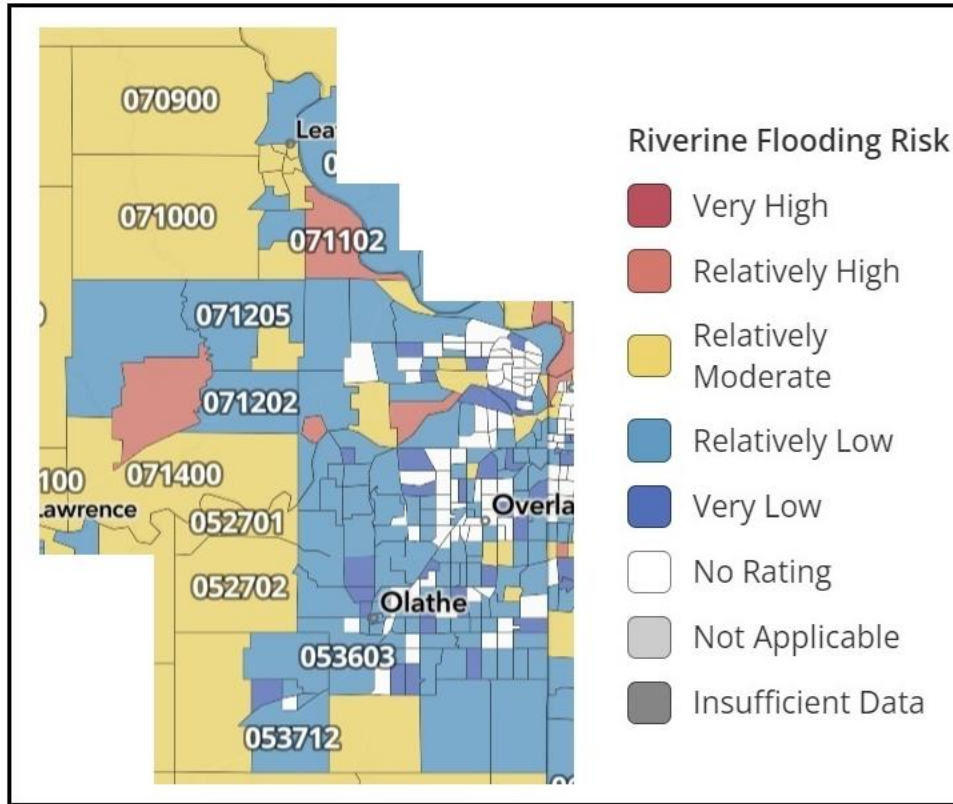 070900
Lea
0
071000
071102
071205
071202
100
071400
Lawrence
052701
Overla
052702
Olathe
053603
053712
Riverine Flooding Risk
Very High
Relatively High
Relatively
Moderate
Relatively Low
Very Low
No Rating
Not Applicable
Insufficient Data